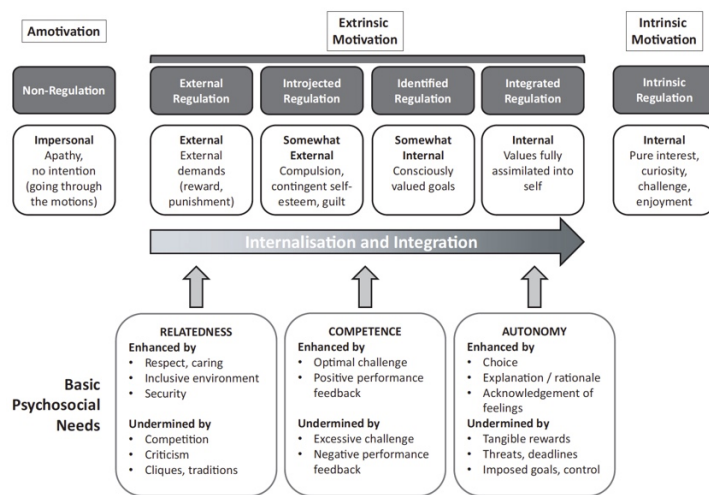 Amotivation
Extrinsic
Motivation
Intrinsic
Motivation
Non-Regulation
External
Regulation
Introjected
Regulation
Identified
Regulation
Integrated
Regulation
Intrinsic
Regulation
Impersonal
Apathy,
no intention
(going through
the motions)
External
External
demands
(reward,
punishment)
Somewhat
External
Compulsion,
contingent self-
esteem, guilt
Somewhat
Internal
Consciously
valued goals
Internal
Values fully
assimilated into
self
Internal
Pure interest,
curiosity,
challenge,
enjoyment
Internalisation and Integration
Basic
Psychosocial
Needs
RELATEDNESS
Enhanced by
• Respect, caring
• Inclusive environment
• Security
Undermined by
• Competition
• Criticism
• Cliques, traditions
COMPETENCE
Enhanced by
• Optimal challenge
• Positive performance
feedback
Undermined by
• Excessive challenge
• Negative performance
feedback
AUTONOMY
Enhanced by
• Choice
• Explanation / rationale
• Acknowledgement of
feelings
Undermined by
• Tangible rewards
• Threats, deadlines
• Imposed goals, control